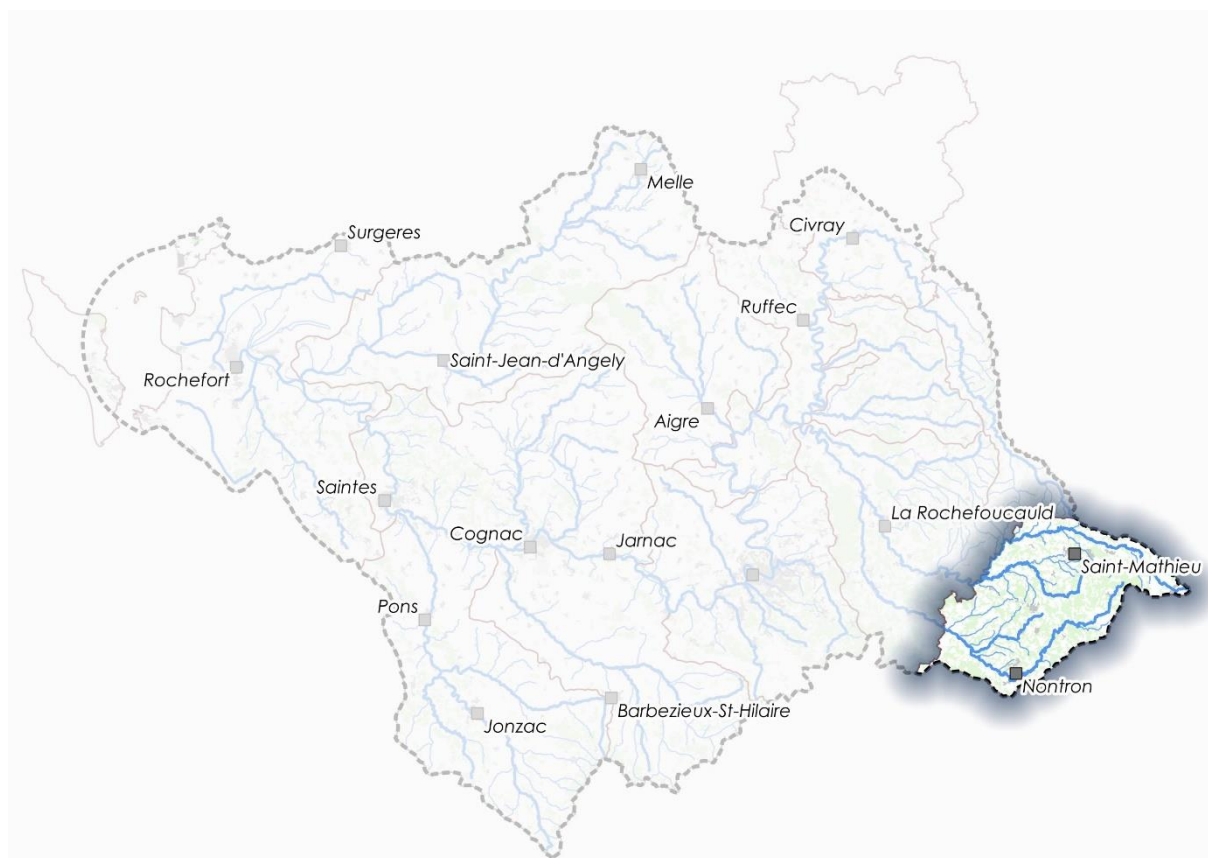 Melle
Civray
Surgeres
Ruffec
Saint-Jean-d'Angely
Rochefort
Aigre
Saintes
La Rochefoucauld
Cognac
Jarnac
Saint-Mathieu
Pons
Nontron
Barbezieux-St-Hilaire
Jonzac